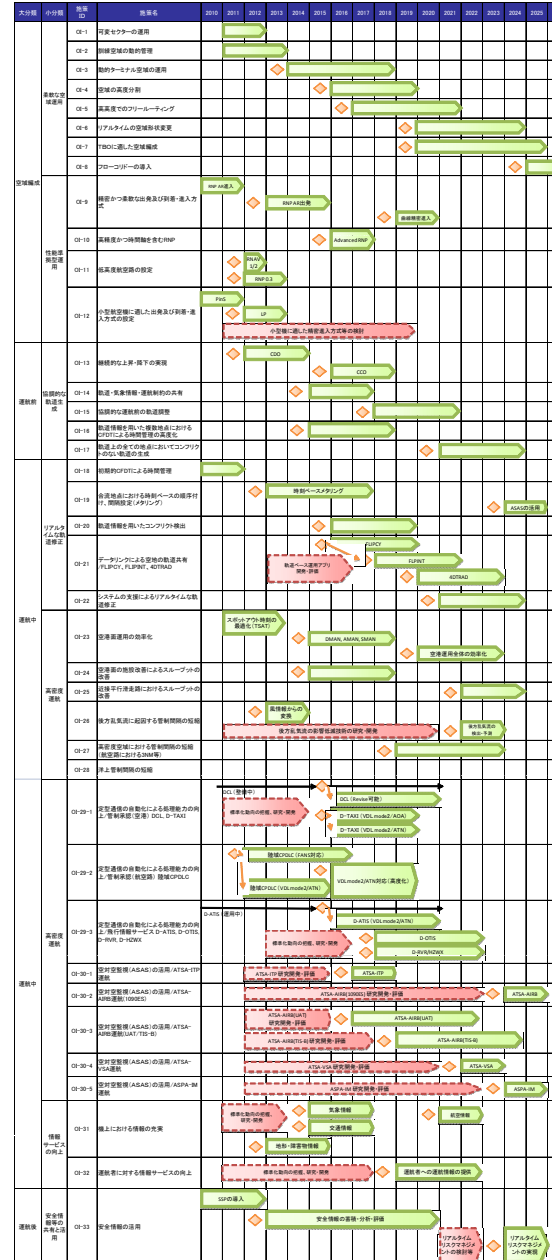 大分類 小分類 施策ID 施策名 2010 2011 2012 2013 2014 2015 2016 2017 2018 2019 2020 2021 2022 2023 2024 2025
空域編成
柔軟な空域運用
OI-1 可変セクターの運用
OI-2 訓練空域の動的管理
OI-3 動的ターミナル空域の運用
OI-4 空域の高度分割
OI-5 高高度でのフリールーティング
OI-6 リアルタイムの空域形状変更
OI-7 TBOに適した空域編成
OI-8 フローコリドーの導入
性能準拠型運用
OI-9 精密かつ柔軟な出発及び到着・進入方式
RNP AR進入
RNP AR出発
曲線精密進入
OI-10 高精度かつ時間軸を含むRNP
Advanced RNP
OI-11 低高度航空路の設定
RNAV 1/2
RNP 0.3
OI-12 小型航空機に適した出発及び到着・進入方式の設定
PinS
LP
小型機に適した精密進入方式等の検討
運航前
協調的な軌道生成
OI-13 継続的な上昇・降下の実現
CDO
CCO
OI-14 軌道・気象情報・運航制約の共有
OI-15 協調的な運航前の軌道調整
OI-16 軌道情報を用いた複数地点におけるCFDTによる時間管理の高度化
OI-17 軌道上の全ての地点においてコンフリクトのない軌道の生成
運航中
リアルタイムな軌道修正
OI-18 初期的CFDTによる時間管理
OI-19 合流地点における時刻ベースの順序付け、間隔設定(メタリング)
時刻ベースメタリング
ASASの活用
OI-20 軌道情報を用いたコンフリクト検出
OI-21 データリンクによる空地の軌道共有/FLIPCY、FLIPINT、4DTRAD
軌道ベース運用アプリ
開発・評価
FLIPCY
FLIPINT
4DTRAD
OI-22 システムの支援によるリアルタイムな軌道修正
高密度運航
OI-23 空港面運用の効率化
スポットアウト時刻の
最適化(TSAT)
DMAN, AMAN, SMAN
空港運用全体の効率化
OI-24 空港面の施設改善によるスループットの改善
OI-25 近接平行滑走路におけるスループットの改善
OI-26 後方乱気流に起因する管制間隔の短縮
風情報からの
変換
後方乱気流の影響低減技術の研究・開発
後方乱気流の
検出・予測
OI-27 高密度空域における管制間隔の短縮(航空路における3NM等)
OI-28 洋上管制間隔の短縮
運航中
高密度運航
OI-29-1 定型通信の自動化による処理能力の向上/管制承認(空港) DCL, D-TAXI
DCL (整備中)
標準化動向の把握、研究・開発
DCL (Revise可能)
D-TAXI (VDL mode2/AOA)
D-TAXI (VDL mode2/ATN)
OI-29-2 定型通信の自動化による処理能力の向上/管制承認(航空路) 陸域CPDLC
陸域CPDLC (FANS対応)
陸域CPDLC(VDLmode2/ATN)
VDLmode2/ATN対応(高度化)
OI-29-3 定型通信の自動化による処理能力の向上/飛行情報サービス D-ATIS, D-OTIS, D-RVR, D-HZWX
D-ATIS (運用中)
標準化動向の把握、研究・開発
D-ATIS (VDLmode2/ATN)
D-OTIS
D-RVR/HZWX
OI-30-1 空対空監視(ASAS)の活用/ATSA-ITP運航
ATSA-ITP 研究開発・評価
ATSA-ITP
OI-30-2 空対空監視(ASAS)の活用/ATSA-AIRB運航(1090ES)
ATSA-AIRB(1090ES) 研究開発・評価
ATSA-AIRB
OI-30-3 空対空監視(ASAS)の活用/ATSA-AIRB運航(UAT/TIS-B)
ATSA-AIRB(UAT)
研究開発・評価
ATSA-AIRB(UAT)
ATSA-AIRB(TIS-B) 研究開発・評価
ATSA-AIRB(TIS-B)
OI-30-4 空対空監視(ASAS)の活用/ATSA-VSA運航
ATSA-VSA 研究開発・評価
ATSA-VSA
OI-30-5 空対空監視(ASAS)の活用/ASPA-IM運航
ASPA-IM 研究開発・評価
ASPA-IM
情報サービスの向上
OI-31 機上における情報の充実
標準化動向の把握、研究・開発
気象情報
交通情報
地形・障害物情報
航空情報
OI-32 運航者に対する情報サービスの向上
標準化動向の把握、研究・開発
運航者への運航情報の提供
運航後
安全情報等の共有と活用
OI-33 安全情報の活用
SSPの導入
安全情報の蓄積・分析・評価
リアルタイム
リスクマネジメントの検討等
リアルタイム
リスクマネジメントの実現